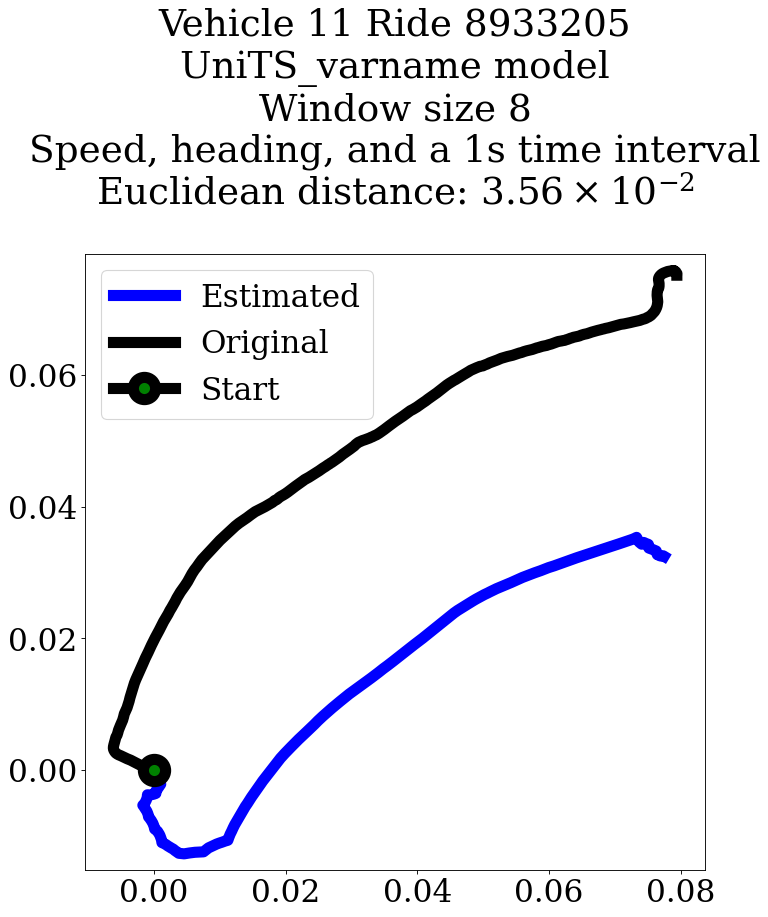 Vehicle 11 Ride 8933205
UniTS_varname model
Window size 8
Speed, heading, and a 1s time interval
Euclidean distance: 3.56 × 10⁻²
Estimated
Original
Start
0.06
0.04
0.02
0.00
0.00 0.02 0.04 0.06 0.08